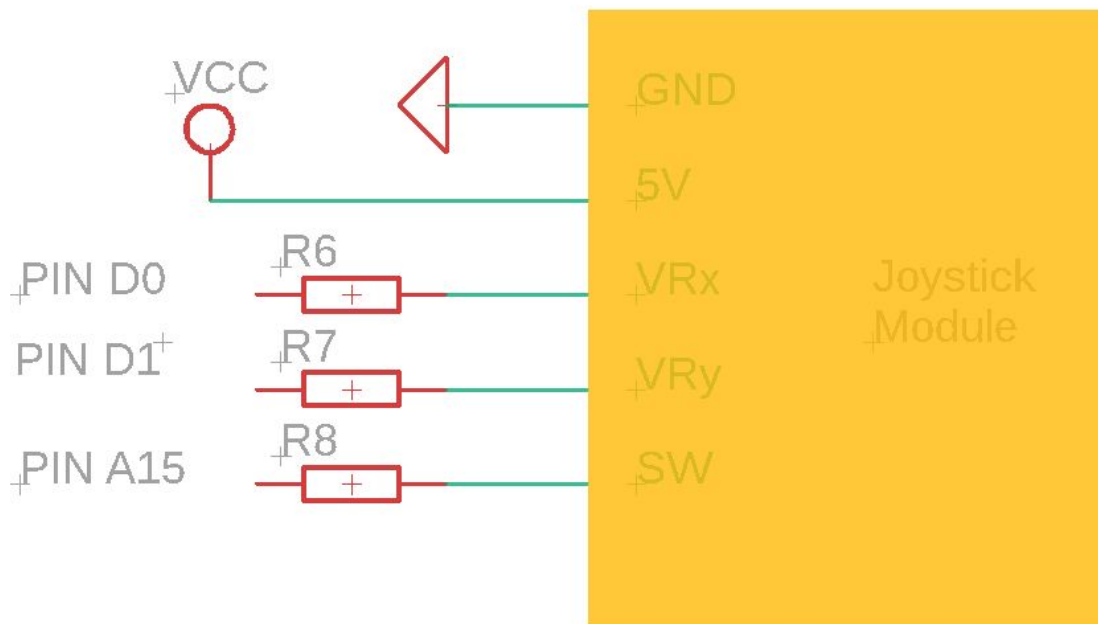 VCC
GND
5V
PIN D0
R6
VRx
Joystick
Module
PIN D1
R7
VRy
PIN A15
R8
SW